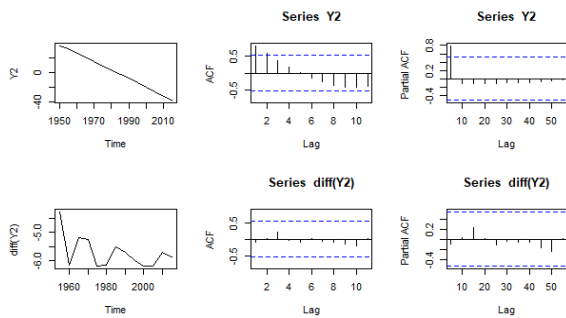 Series Y2
Series Y2
Y2
-40
0
1950
1970
1990
2010
Time
ACF
-0.5
0.5
2
4
6
8
10
Lag
Partial ACF
-0.4
0.2
0.8
10
20
30
40
50
Lag
Series diff(Y2)
Series diff(Y2)
diff(Y2)
-6.0
-5.0
1960
1980
2000
Time
ACF
-0.5
0.5
2
4
6
8
10
Lag
Partial ACF
-0.4
0.2
10
20
30
40
50
Lag